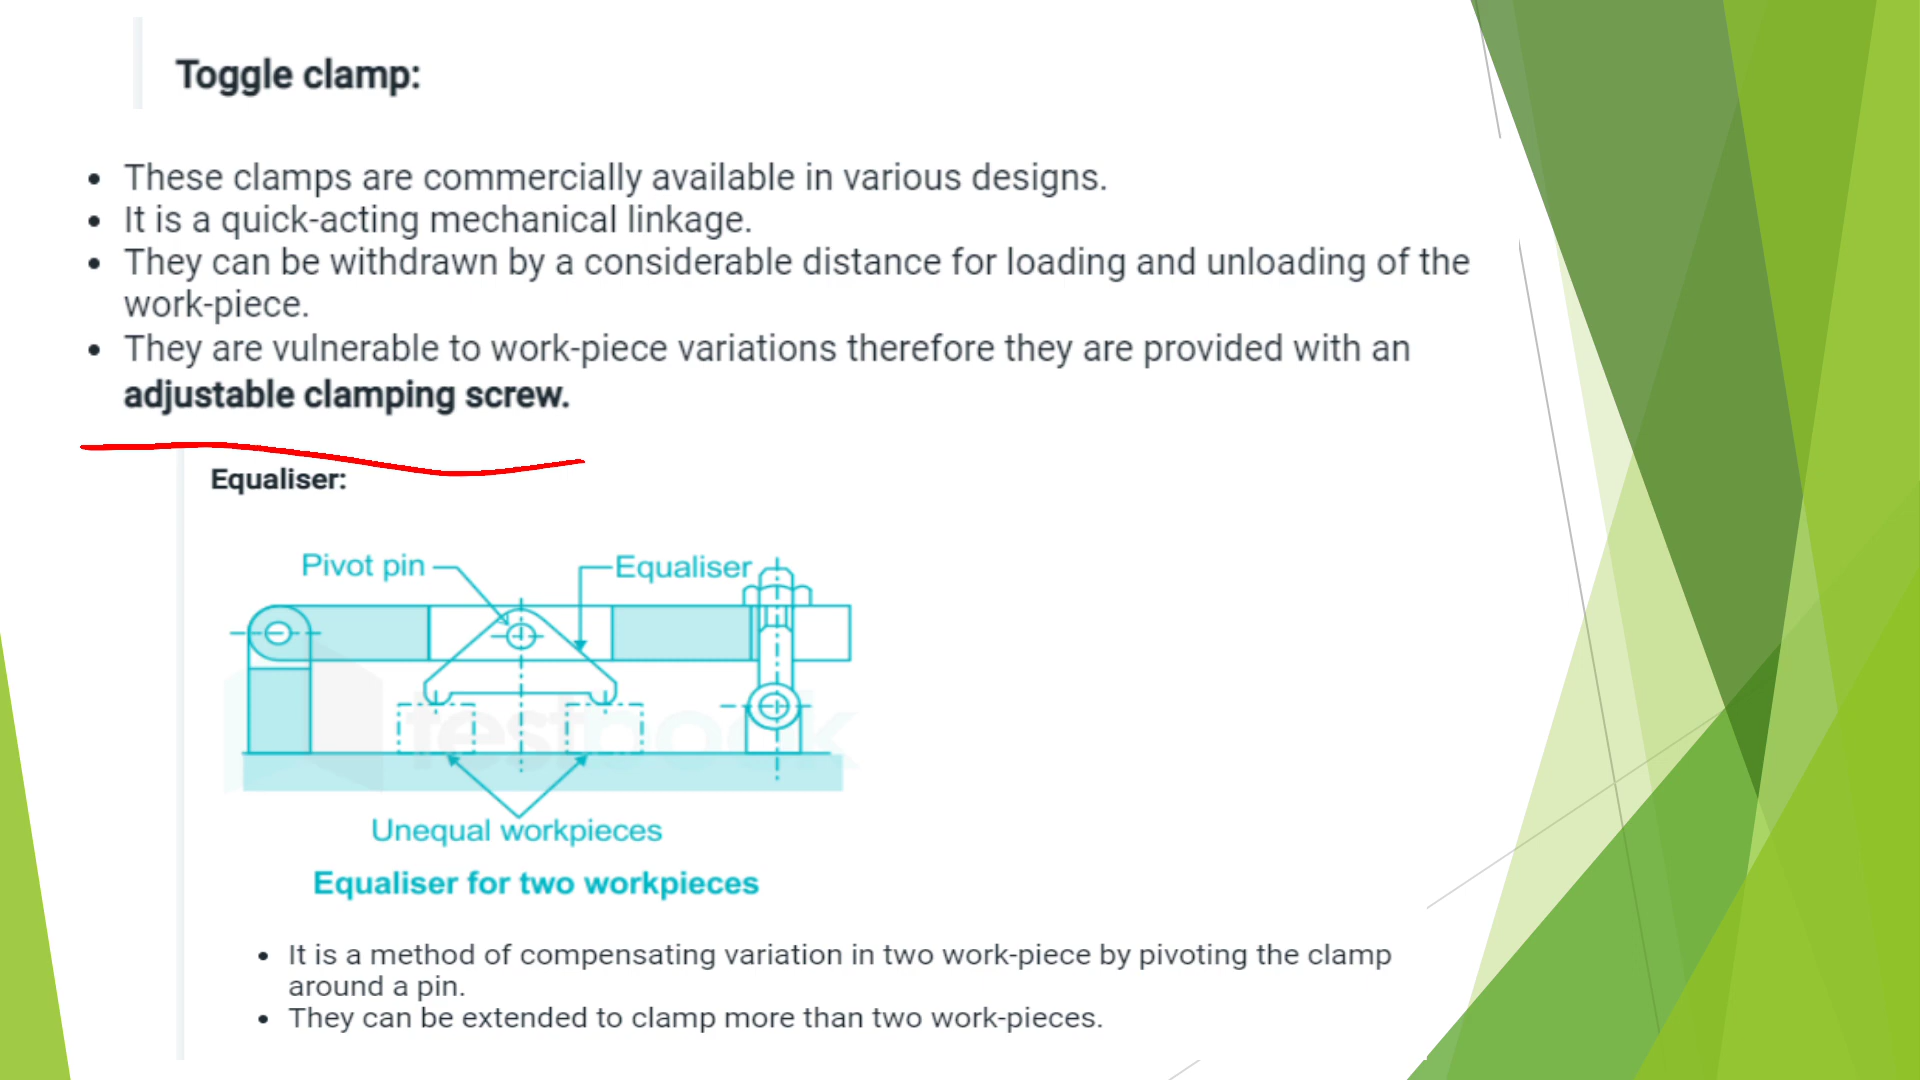 Toggle clamp:
• These clamps are commercially available in various designs.
• It is a quick-acting mechanical linkage.
• They can be withdrawn by a considerable distance for loading and unloading of the
work-piece.
• They are vulnerable to work-piece variations therefore they are provided with an
adjustable clamping screw.
Equaliser:
Pivot pin
Equaliser
testbook
Unequal workpieces
Equaliser for two workpieces
• It is a method of compensating variation in two work-piece by pivoting the clamp
around a pin.
• They can be extended to clamp more than two work-pieces.